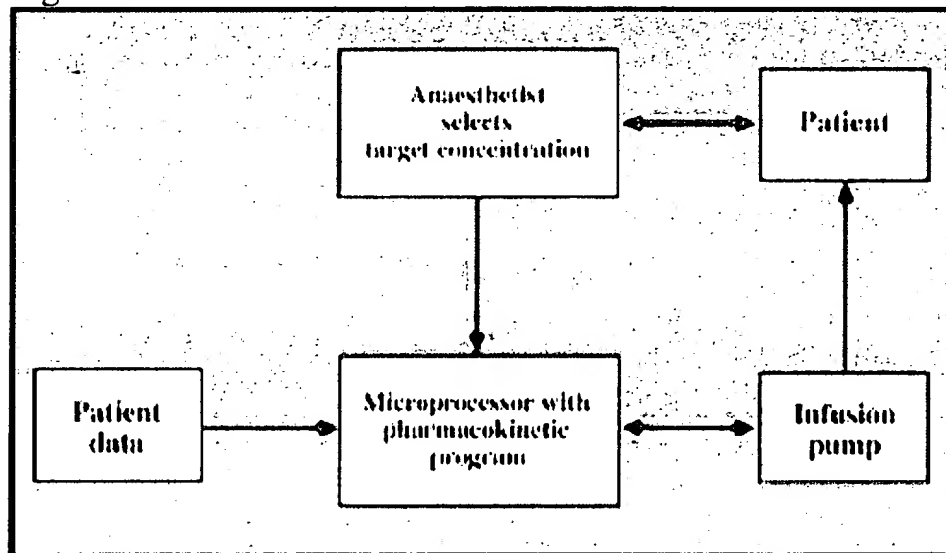 Anaesthetist
selects
target concentration
Patient
Patient
data
Microprocessor with
pharmacokinetic
program
Infusion
pump